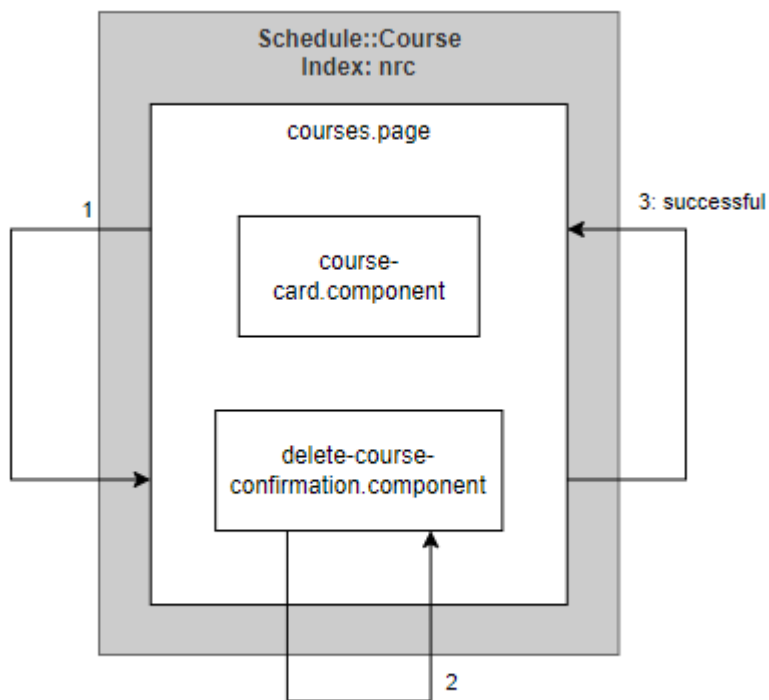 Schedule::Course
Index: nrc
courses.page
1
3: successful
course-
card.component
delete-course-
confirmation.component
2